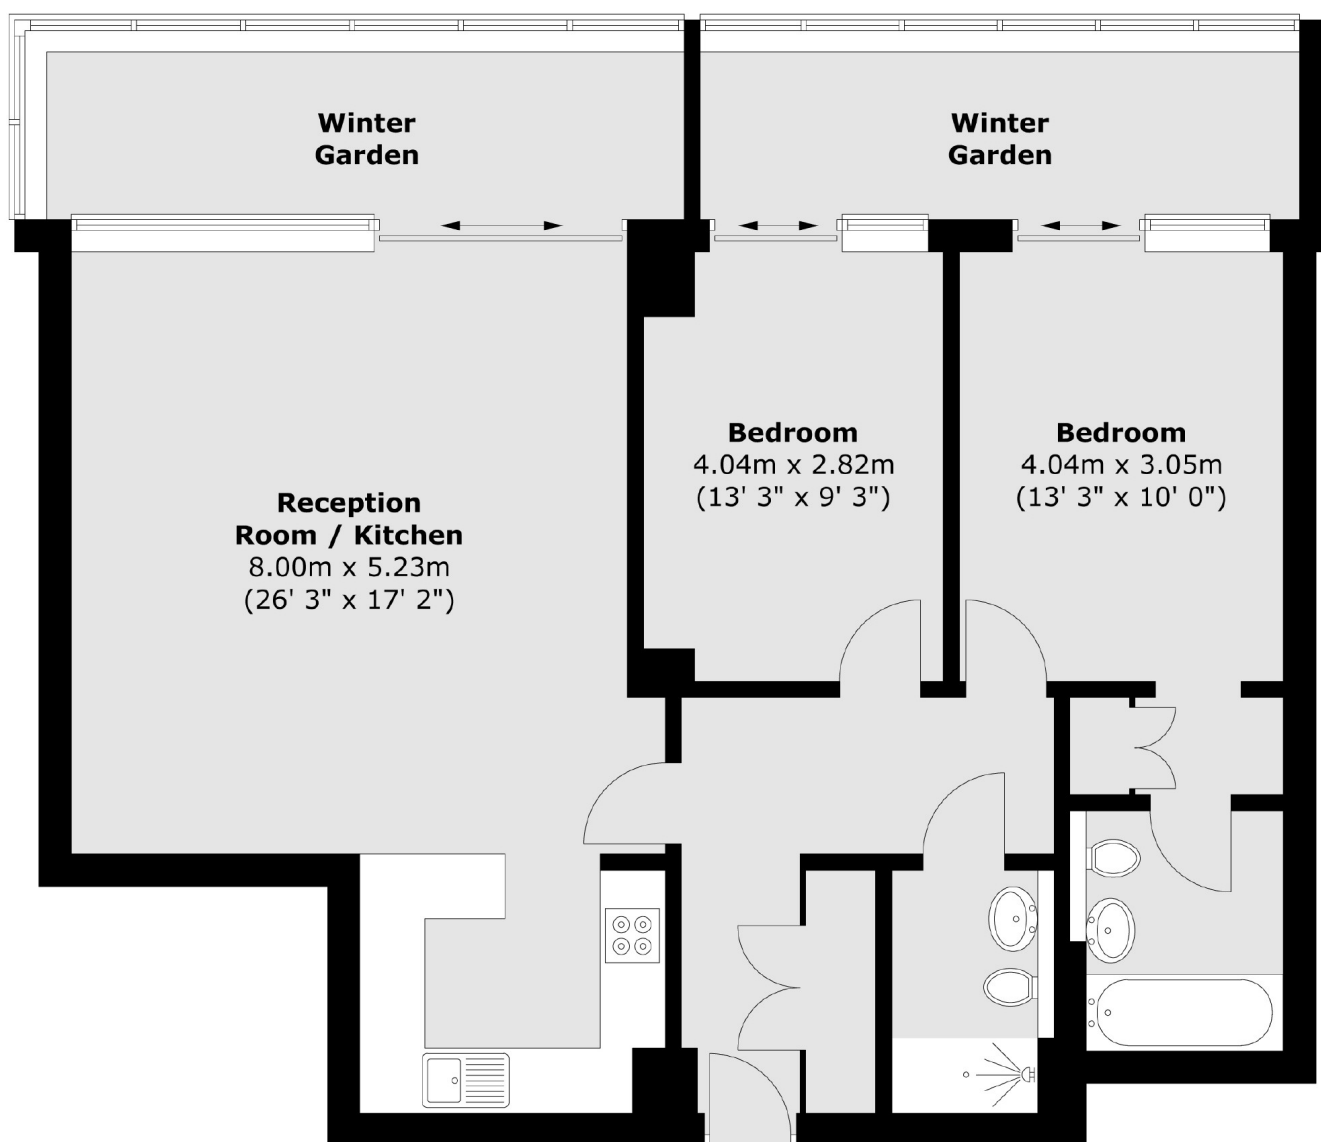 Winter
Garden
Winter
Garden
Bedroom
4.04m x 2.82m
(13' 3" x 9' 3")
Bedroom
4.04m x 3.05m
(13' 3" x 10' 0")
Reception
Room / Kitchen
8.00m x 5.23m
(26' 3" x 17' 2")